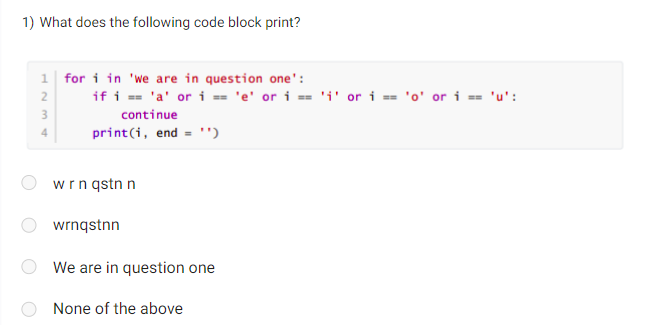 1) What does the following code block print?
1 for i in 'we are in question one':
2 if i == 'a' or i == 'e' or i == 'i' or i == 'o' or i == 'u':
3 continue
4 print(i, end = '')
w r n qstn n
wrnqstnn
We are in question one
None of the above